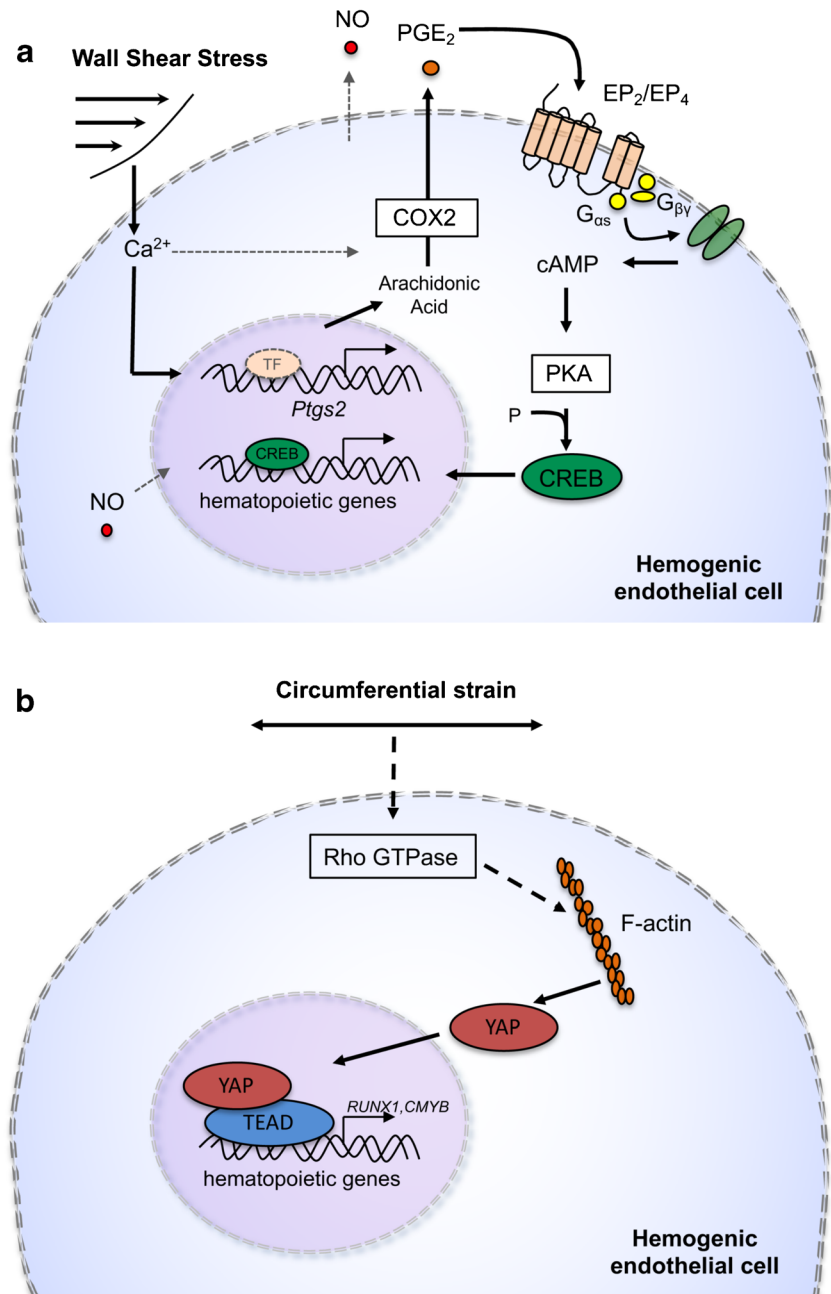 a
Wall Shear Stress
NO
PGE₂
EP₂/EP₄
Gαs
Gβγ
Ca²⁺
COX2
cAMP
Arachidonic
Acid
TF
Ptgs2
PKA
P
CREB
CREB
hematopoietic genes
NO
Hemogenic
endothelial cell
b
Circumferential strain
Rho GTPase
F-actin
YAP
YAP
TEAD
RUNX1,CMYB
hematopoietic genes
Hemogenic
endothelial cell